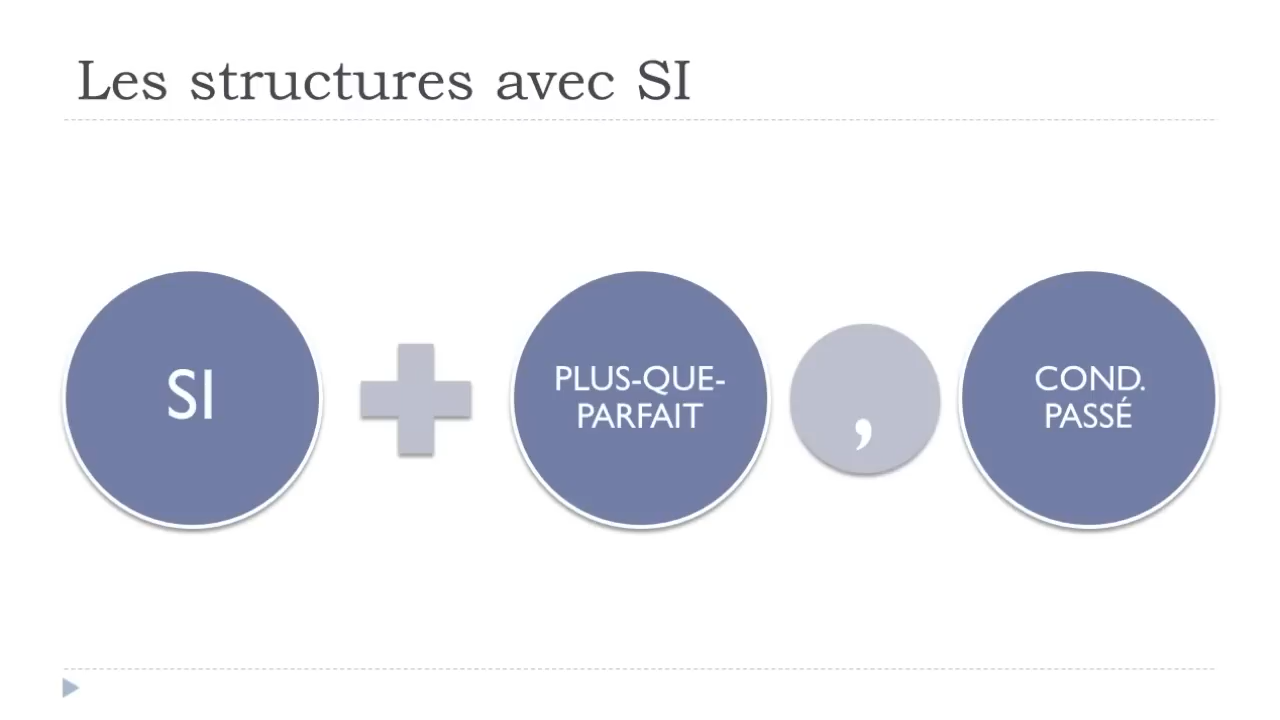 Les structures avec SI
SI
PLUS-QUE-
PARFAIT
,
COND.
PASSÉ